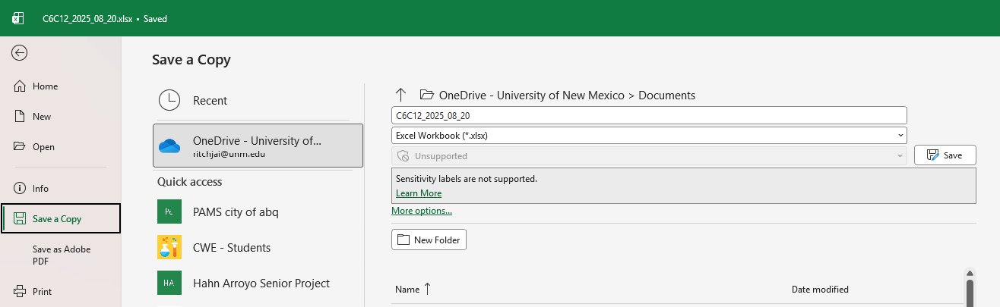 C6C12_2025_08_20.xlsx • Saved
Save a Copy
Home
New
Open
Info
Save a Copy
Save as Adobe
PDF
Print
Recent
OneDrive - University of...
ritchjai@unm.edu
Quick access
PAMS city of abq
CWE - Students
HA
Hahn Arroyo Senior Project
OneDrive - University of New Mexico > Documents
C6C12_2025_08_20
Excel Workbook (*.xlsx)
Unsupported
Save
Sensitivity labels are not supported.
Learn More
More options...
New Folder
Name
Date modified